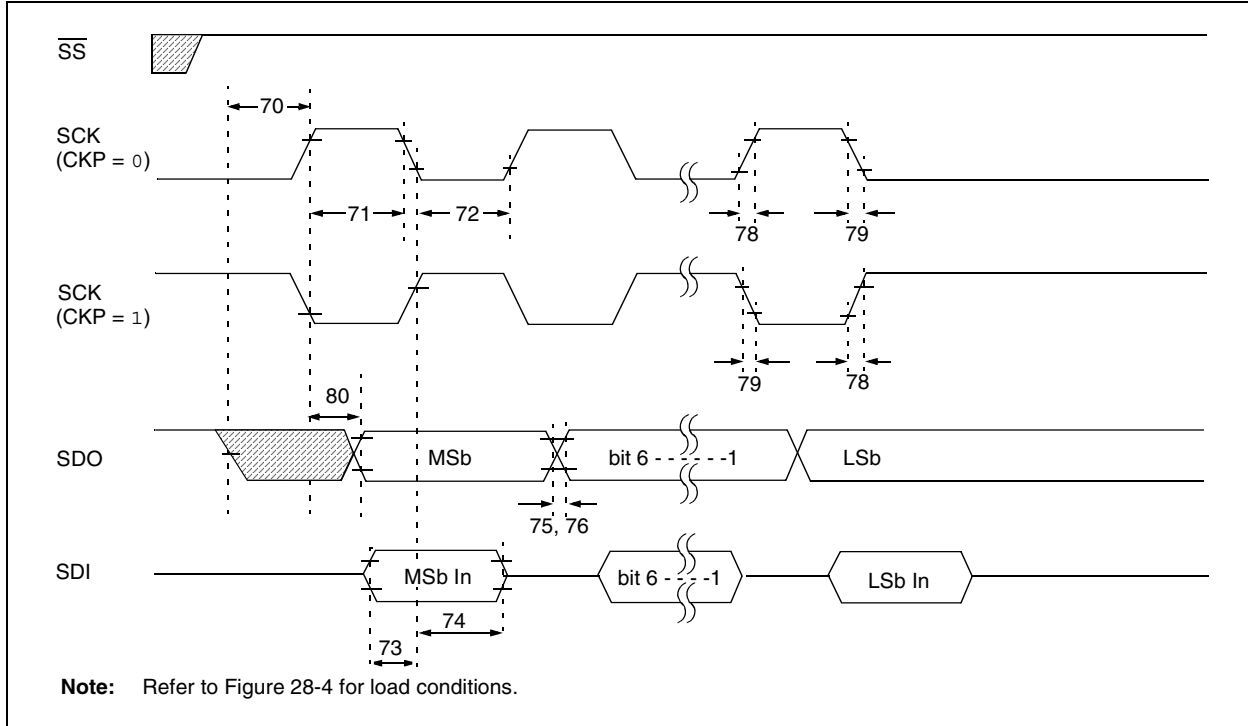 SS
70
SCK
(CKP = 0)
71
72
78
79
SCK
(CKP = 1)
79
78
80
SDO
MSb
bit 6 - - - - - -1
LSb
75, 76
SDI
MSb In
bit 6 - - - - -1
LSb In
74
73
Note: Refer to Figure 28-4 for load conditions.